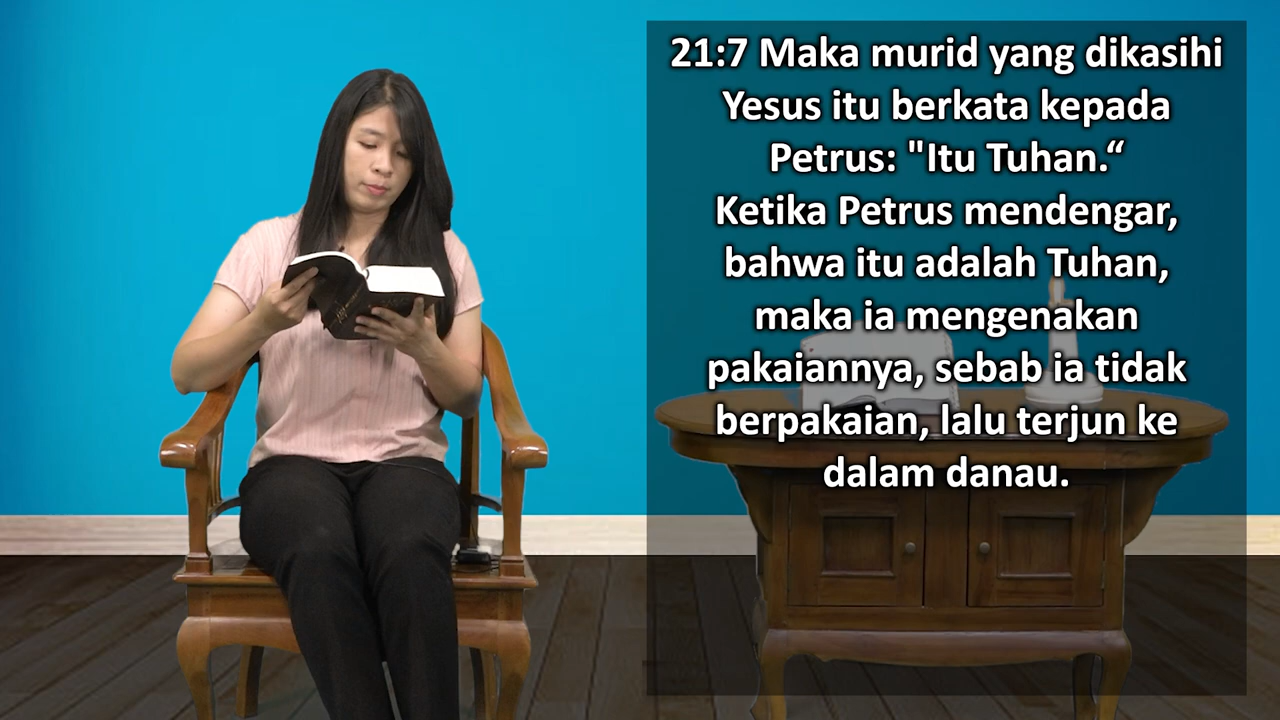 21:7 Maka murid yang dikasihi
Yesus itu berkata kepada
Petrus: "Itu Tuhan.“
Ketika Petrus mendengar,
bahwa itu adalah Tuhan,
maka ia mengenakan
pakaiannya, sebab ia tidak
berpakaian, lalu terjun ke
dalam danau.